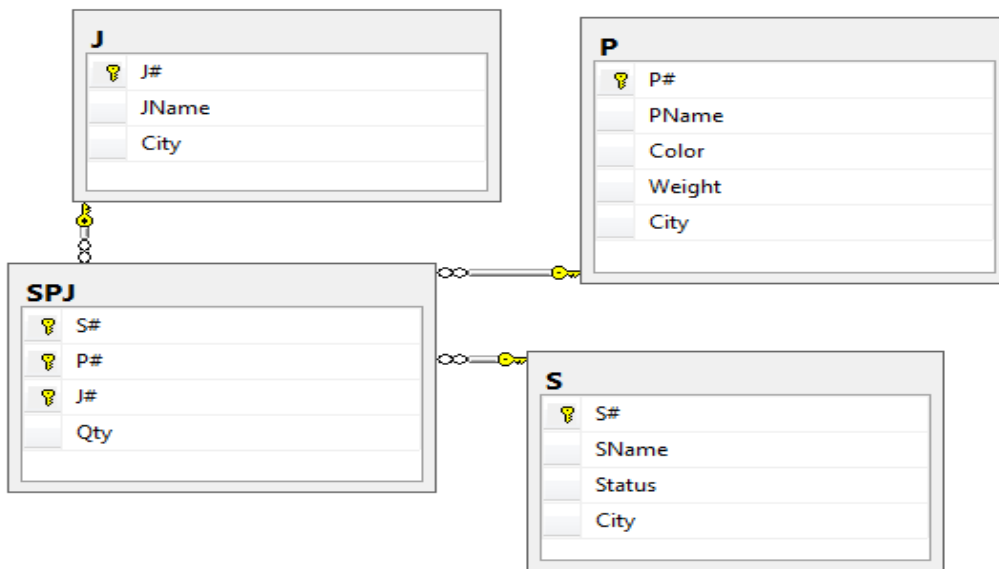 J
J#
JName
City
P
P#
PName
Color
Weight
City
SPJ
S#
P#
J#
Qty
S
S#
SName
Status
City